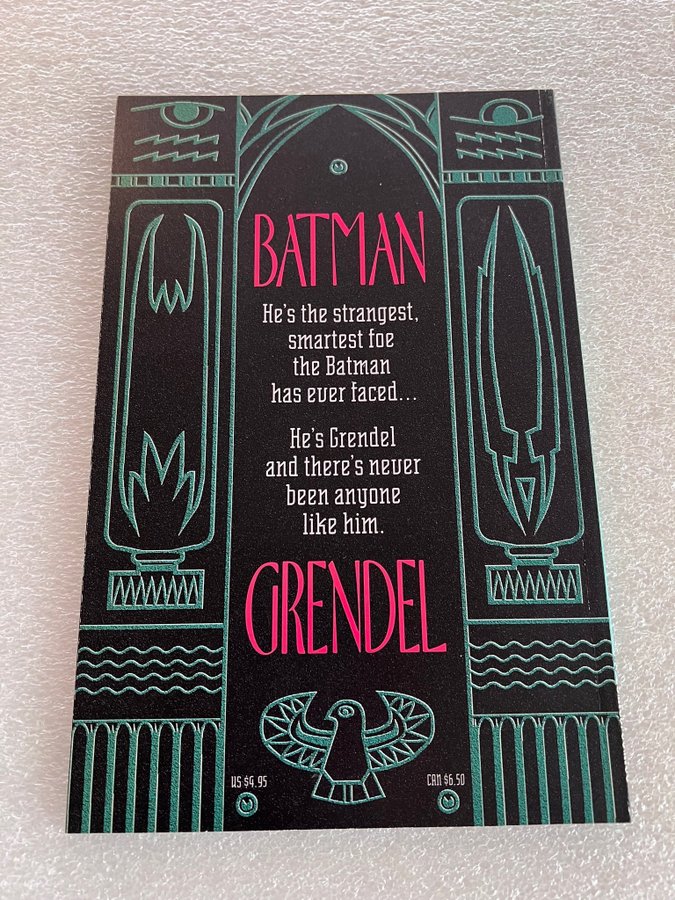 BATMAN
He's the strangest,
smartest foe
the Batman
has ever faced...
He's Grendel
and there's never
been anyone
like him.
GRENDEL
US $4.95
CAN $6.50